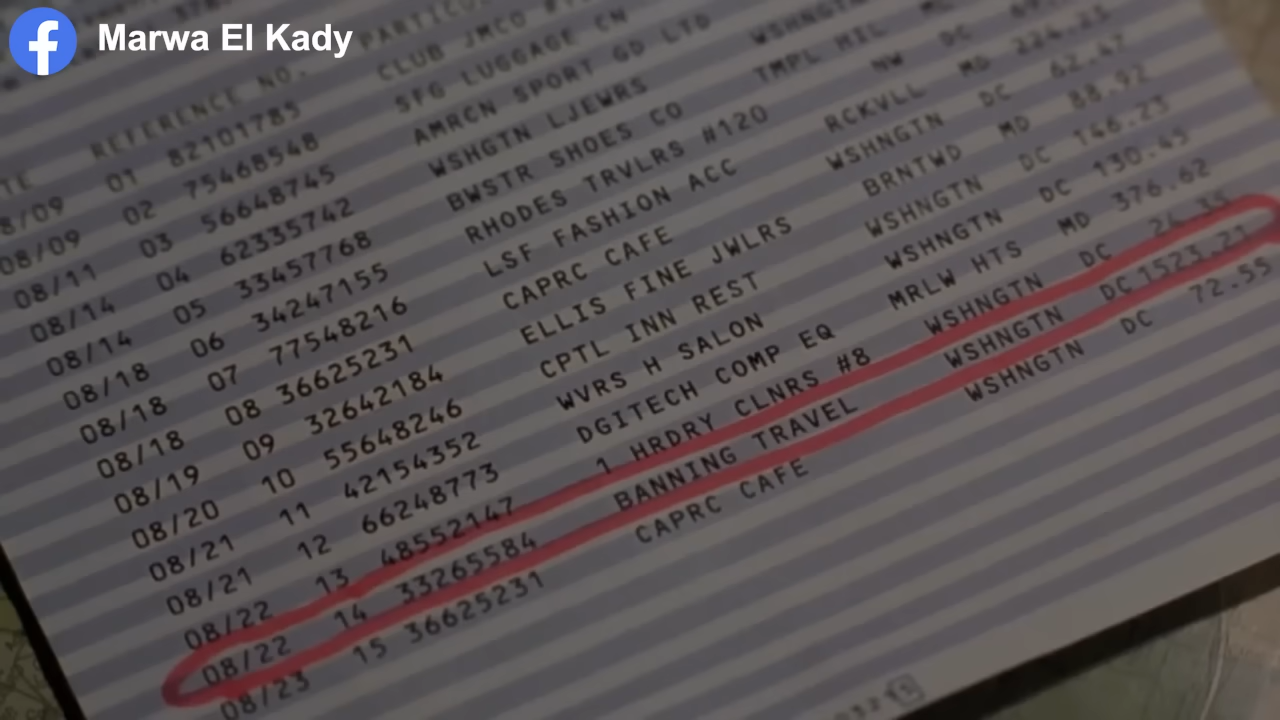 Marwa El Kady
REFERENCE NO.
8/09 01 82101785 CLUB JMCO
08/09 02 75468548 SFG LUGGAGE CN
08/11 03 56648745 AMRCN SPORT GD LTD
08/14 04 62335742 WSHGTN LJEWRS WSHNGTN
08/14 05 33457768 BWSTR SHOES CO TMPL HIL
08/18 06 34247155 RHODES TRVLRS #120 NW DC
08/18 07 77548216 LSF FASHION ACC RCKVLL MD 224.25
08/18 08 36625231 CAPRC CAFE WSHNGTN DC 62.47
08/19 09 32642184 ELLIS FINE JWLRS BRNTWD MD 88.92
08/20 10 55648246 CPTL INN REST WSHNGTN DC 146.23
08/21 11 42154352 WVRS H SALON WSHNGTN DC 130.45
08/21 12 66248773 DGITECH COMP EQ MRLW HTS MD 376.62
08/22 13 48552147 1 HRDRY CLNRS #8 WSHNGTN DC 24.35
08/22 14 33265584 BANNING TRAVEL WSHNGTN DC 1523.21
08/23 15 36625231 CAPRC CAFE WSHNGTN DC 72.55